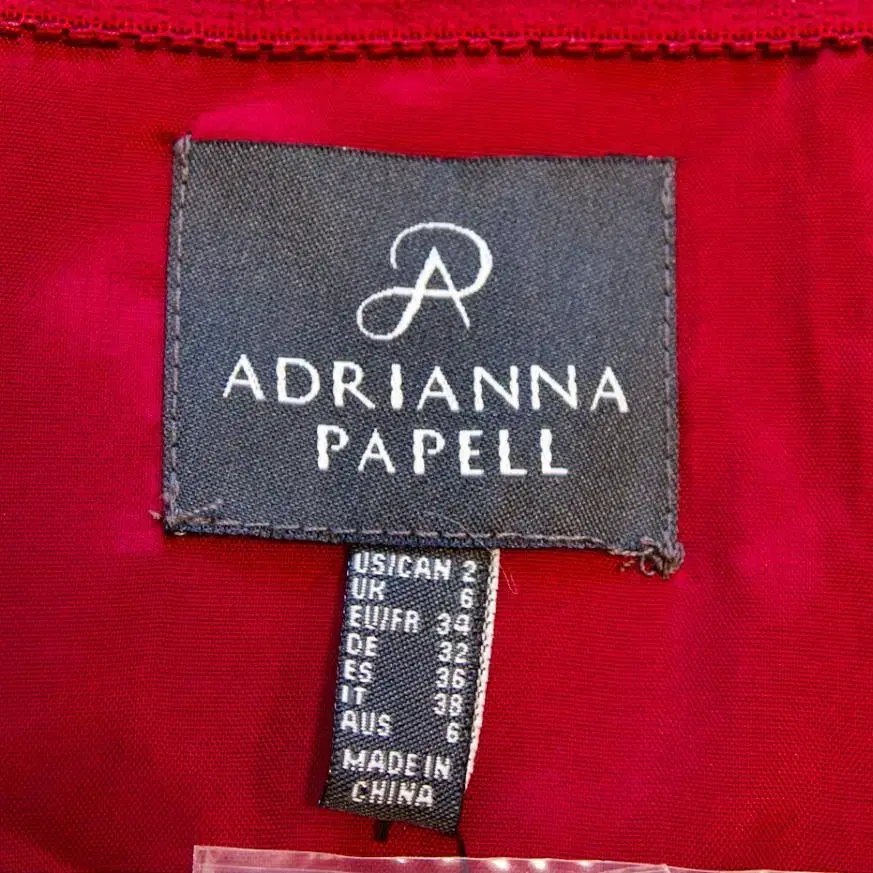 ADRIANNA
PAPELL
US/CAN 2
UK 6
EU/FR 34
DE 32
ES 36
IT 38
AUS 6
MADE IN
CHINA